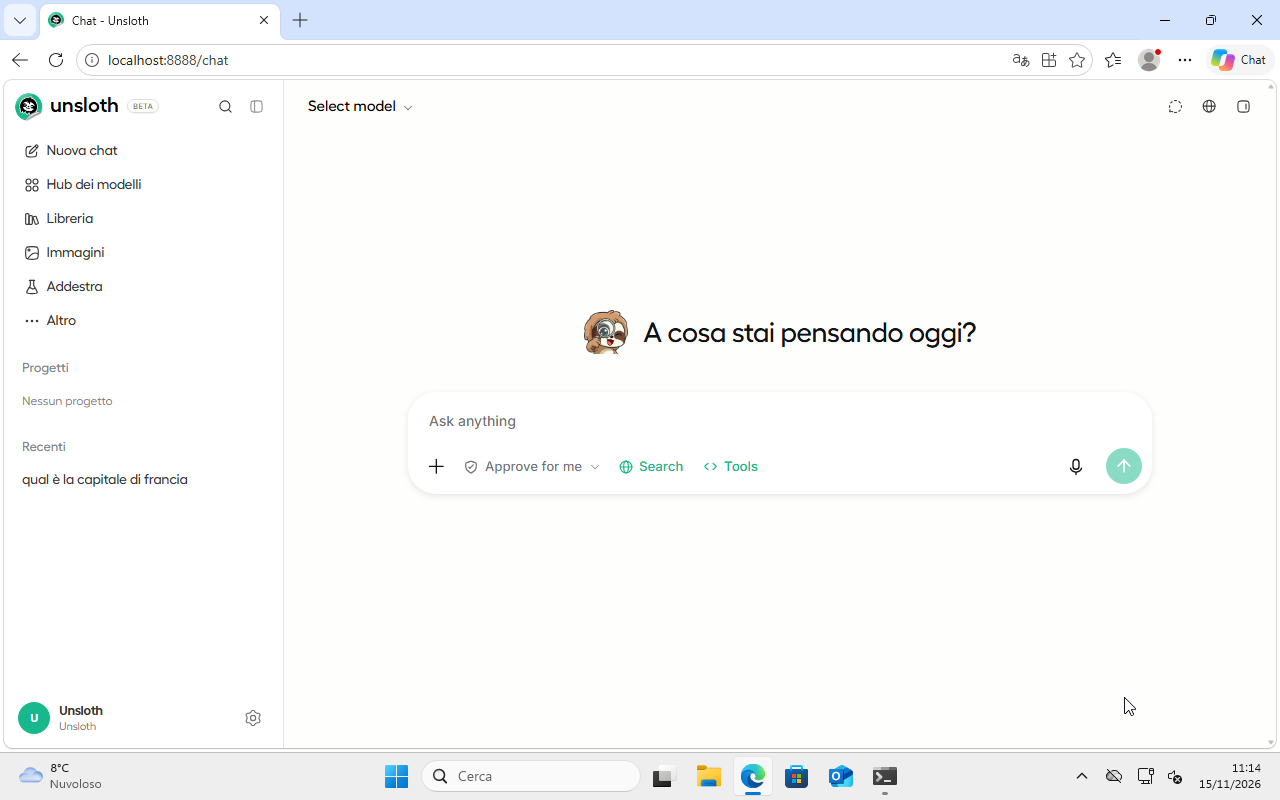 Chat - Unsloth
localhost:8888/chat
Chat
unsloth BETA
Select model
Nuova chat
Hub dei modelli
Libreria
Immagini
Addestra
Altro
Progetti
Nessun progetto
Recenti
qual è la capitale di francia
A cosa stai pensando oggi?
Ask anything
Approve for me
Search
Tools
U
Unsloth
Unsloth
8°C
Nuvoloso
Cerca
11:14
15/11/2026